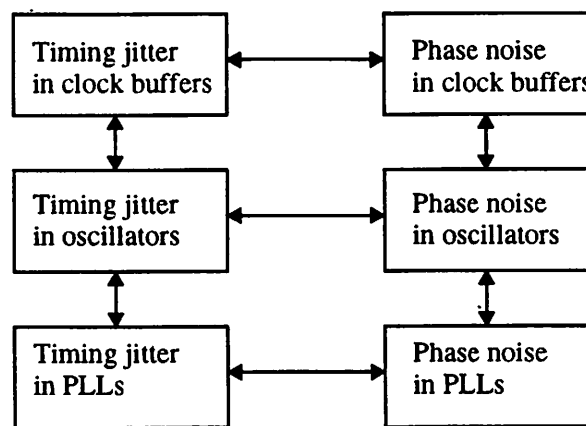 Timing jitter
in clock buffers
Phase noise
in clock buffers
Timing jitter
in oscillators
Phase noise
in oscillators
Timing jitter
in PLLs
Phase noise
in PLLs